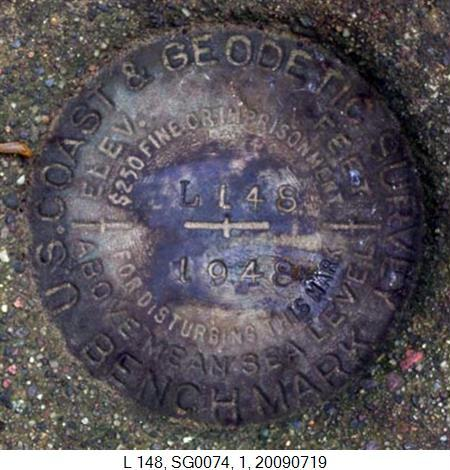 U.S. COAST & GEODETIC SURVEY
ELEV. FEET
$250 FINE OR IMPRISONMENT
L 148
1948
FOR DISTURBING THIS MARK
ABOVE MEAN SEA LEVEL
BENCH MARK
L 148, SG0074, 1, 20090719